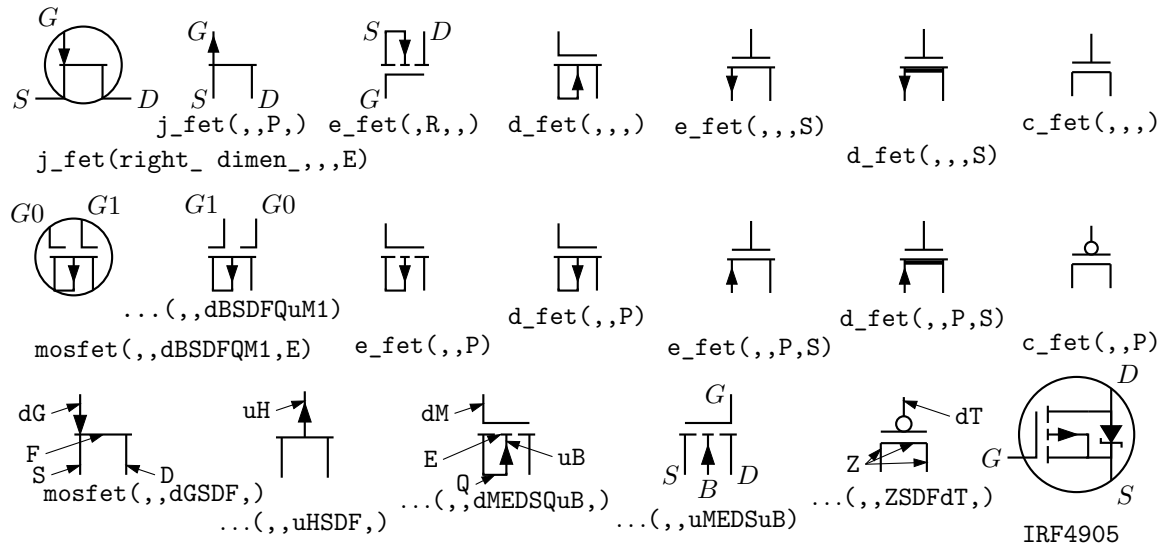 G
S D
j_fet(right_ dimen_,,,E)
G
S D
j_fet(,,P,)
S D
G
e_fet(,R,,)
d_fet(,,,)
e_fet(,,,S)
d_fet(,,,S)
c_fet(,,,)
G0 G1
mosfet(,,dBSDFQM1,E)
G1 G0
...(,,dBSDFQuM1)
e_fet(,,P)
d_fet(,,P)
e_fet(,,P,S)
d_fet(,,P,S)
c_fet(,,P)
dG
F
S D
mosfet(,,dGSDF,)
uH
...(,,uHSDF,)
dM
E uB
Q
...(,,dMEDSQuB,)
G
S B D
...(,,uMEDSuB)
dT
Z
...(,,ZSDFdT,)
D
G
S
IRF4905